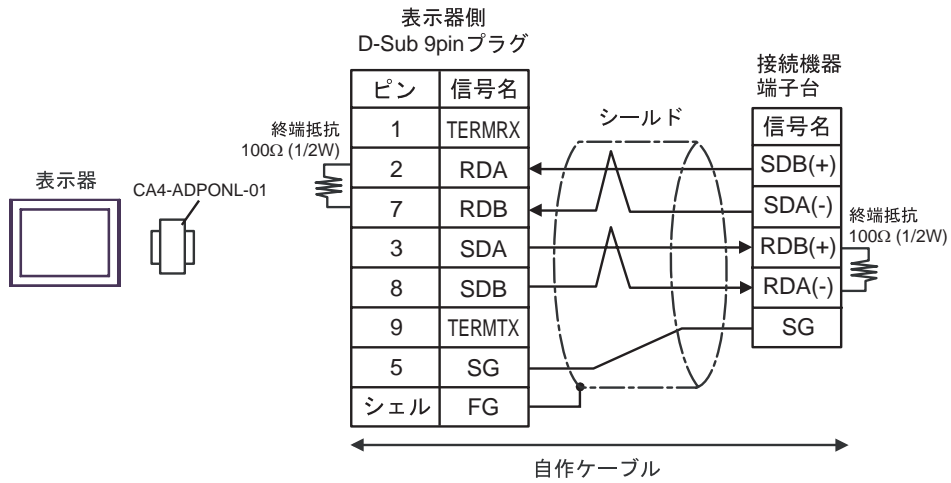 表示器側
D-Sub 9pinプラグ
接続機器
端子台
ピン 信号名
シールド
信号名
終端抵抗
100Ω (1/2W)
1 TERMRX
2 RDA
SDB(+)
表示器
CA4-ADPONL-01
7 RDB
SDA(-)
終端抵抗
100Ω (1/2W)
3 SDA
RDB(+)
8 SDB
RDA(-)
9 TERMTX
SG
5 SG
シェル FG
自作ケーブル